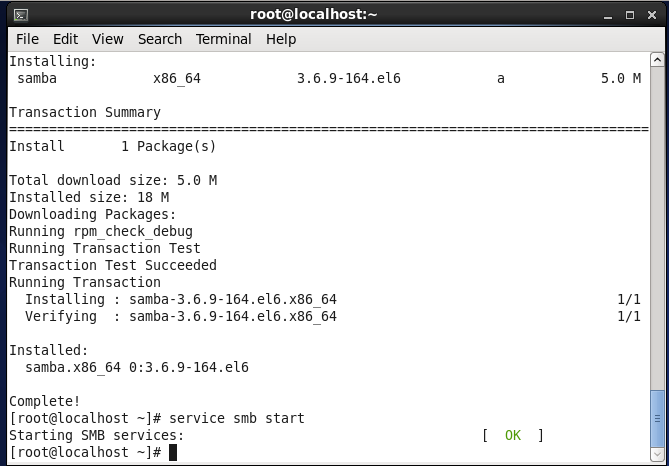 root@localhost:~
File Edit View Search Terminal Help
Installing:
 samba            x86_64            3.6.9-164.el6            a            5.0 M

Transaction Summary
================================================================================
Install       1 Package(s)

Total download size: 5.0 M
Installed size: 18 M
Downloading Packages:
Running rpm_check_debug
Running Transaction Test
Transaction Test Succeeded
Running Transaction
  Installing : samba-3.6.9-164.el6.x86_64                                   1/1
  Verifying  : samba-3.6.9-164.el6.x86_64                                   1/1

Installed:
  samba.x86_64 0:3.6.9-164.el6

Complete!
[root@localhost ~]# service smb start
Starting SMB services:                                     [  OK  ]
[root@localhost ~]#